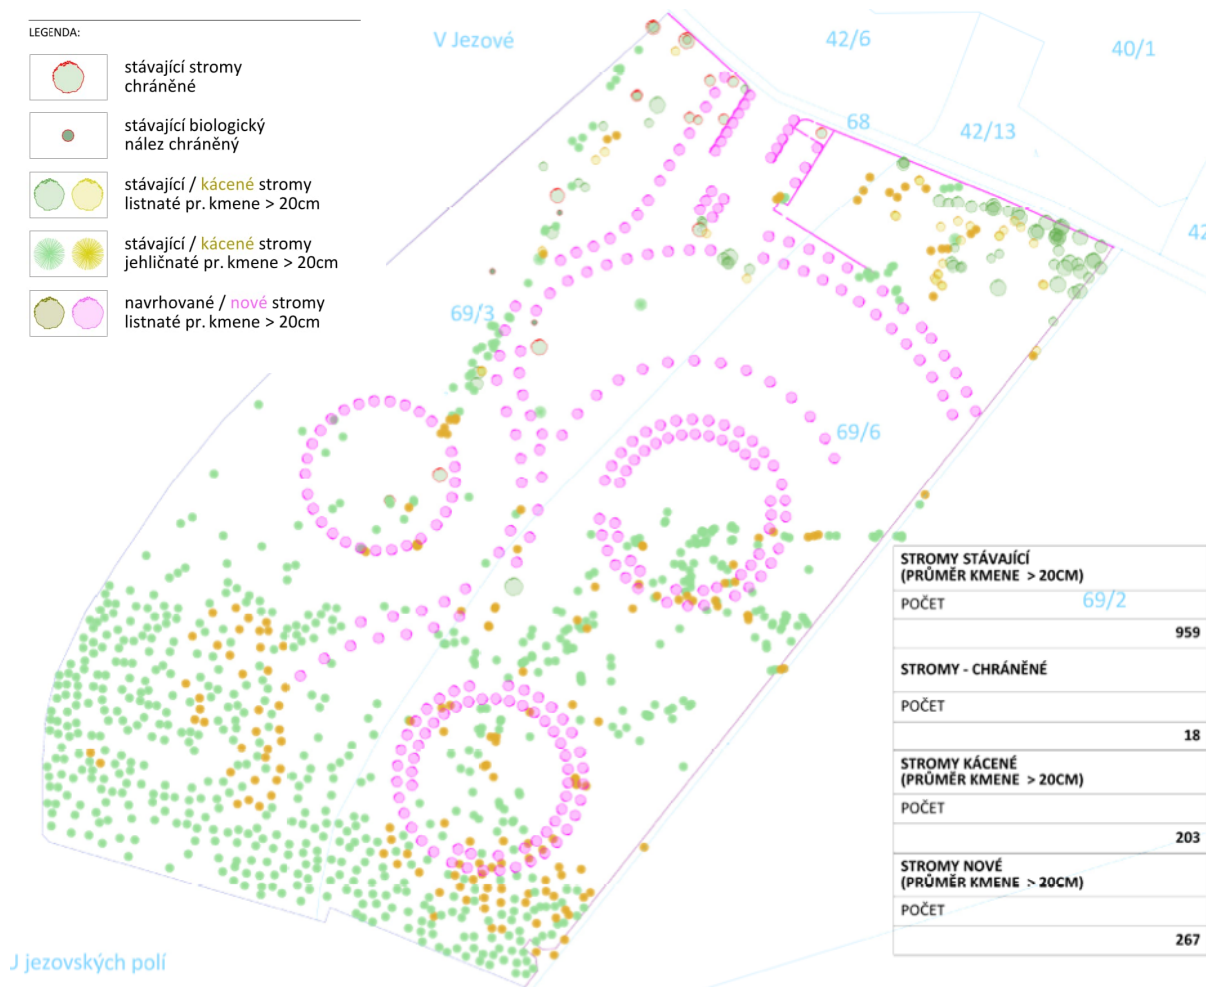 LEGENDA:
stávající stromy
chráněné
stávající biologický
nález chráněný
stávající / kácené stromy
listnaté pr. kmene > 20cm
stávající / kácené stromy
jehličnaté pr. kmene > 20cm
navrhované / nové stromy
listnaté pr. kmene > 20cm
V Jezové
42/6
40/1
68
42/13
42
69/3
69/6
69/2
J jezovských polí
STROMY STÁVAJÍCÍ
(PRŮMĚR KMENE > 20CM)
POČET
959
STROMY - CHRÁNĚNÉ
POČET
18
STROMY KÁCENÉ
(PRŮMĚR KMENE > 20CM)
POČET
203
STROMY NOVÉ
(PRŮMĚR KMENE > 20CM)
POČET
267